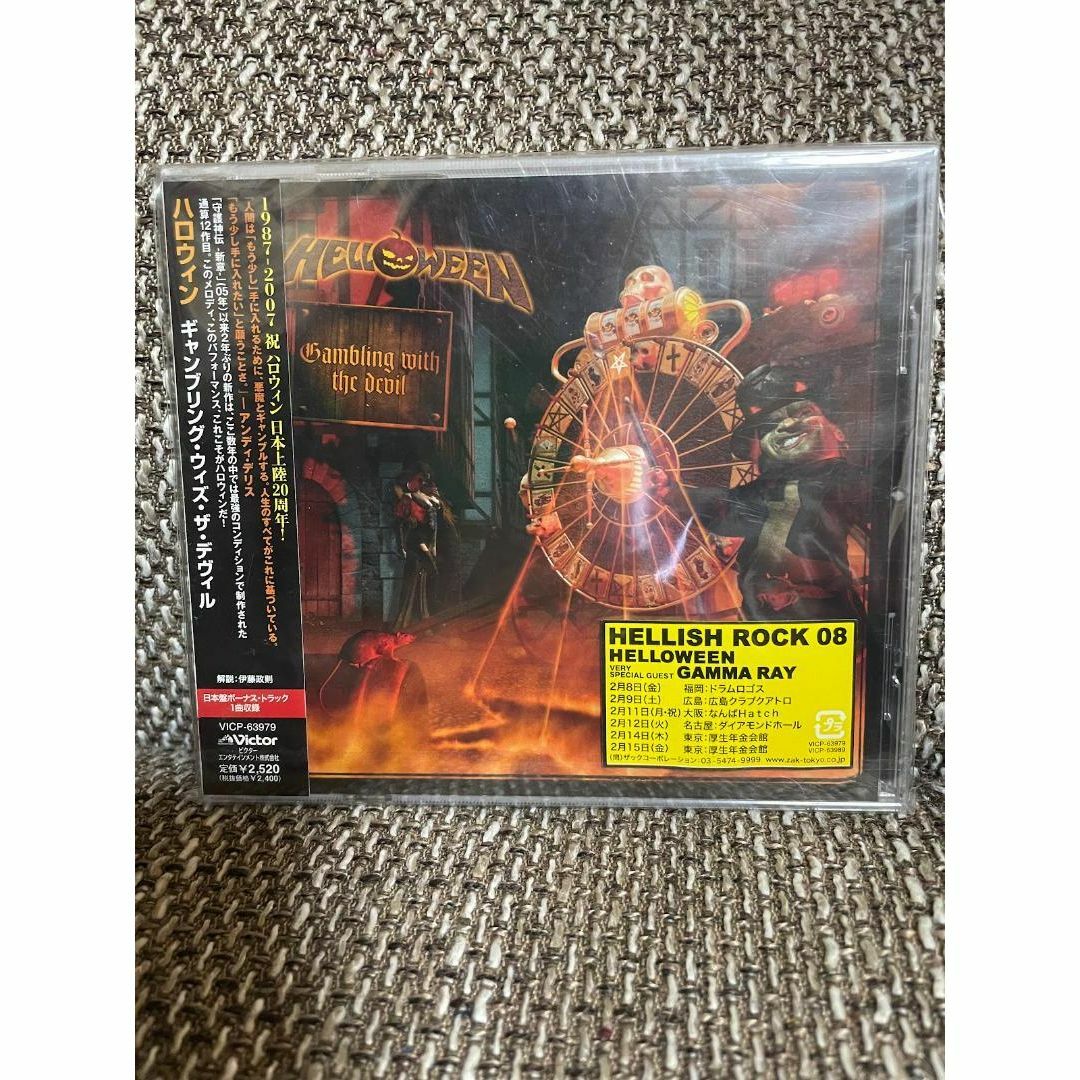 1987-2007 祝 ハロウィン 日本上陸20周年!
人間は「もう少し」手に入れるために、悪魔とギャンブルする。人生のすべてがこれに基づいている。
「もう少し手に入れたい」と願うことさ。」―アンディ・デリス
「守護神伝 -新章-」(05年)以来2年ぶりの新作は、ここ数年の中では最強のコンディションで制作された
通算12作目。このメロディ、このパフォーマンス、これこそがハロウィンだ!
ハロウィン ギャンブリング・ウィズ・ザ・デヴィル
解説:伊藤政則
日本盤ボーナス・トラック
1曲収録
VICP-63979
Victor
ビクター
エンタテインメント株式会社
定価¥2,520
(税抜価格¥2,400)
HELLOWEEN
Gambling with
the devil
HELLISH ROCK 08
HELLOWEEN
VERY
SPECIAL GUEST GAMMA RAY
2月8日(金) 福岡:ドラムロゴス
2月9日(土) 広島:広島クラブクアトロ
2月11日(月・祝) 大阪:なんばHatch
2月12日(火) 名古屋:ダイアモンドホール
2月14日(木) 東京:厚生年金会館
2月15日(金) 東京:厚生年金会館
(問)ザックコーポレーション:03-5474-9999 www.zak-tokyo.co.jp
プラ
VICP-63979
VICP-63989